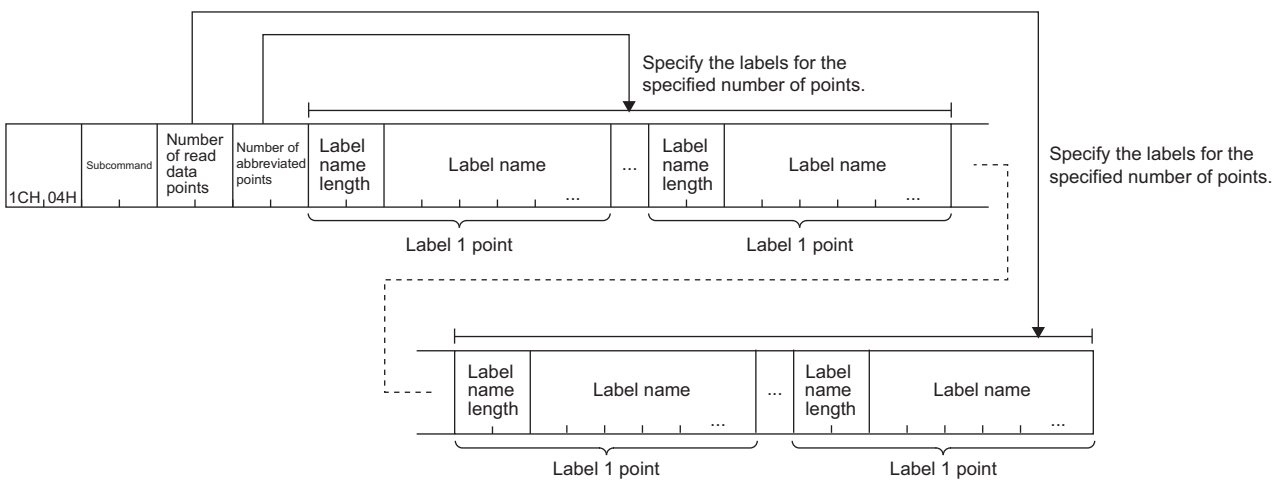 Specify the labels for the
specified number of points.
1CH 04H
Subcommand
Number
of read
data
points
Number of
abbreviated
points
Label
name
length
Label name
...
...
Label
name
length
Label name
...
Label 1 point
Label 1 point
Specify the labels for the
specified number of points.
Label
name
length
Label name
...
...
Label
name
length
Label name
...
Label 1 point
Label 1 point